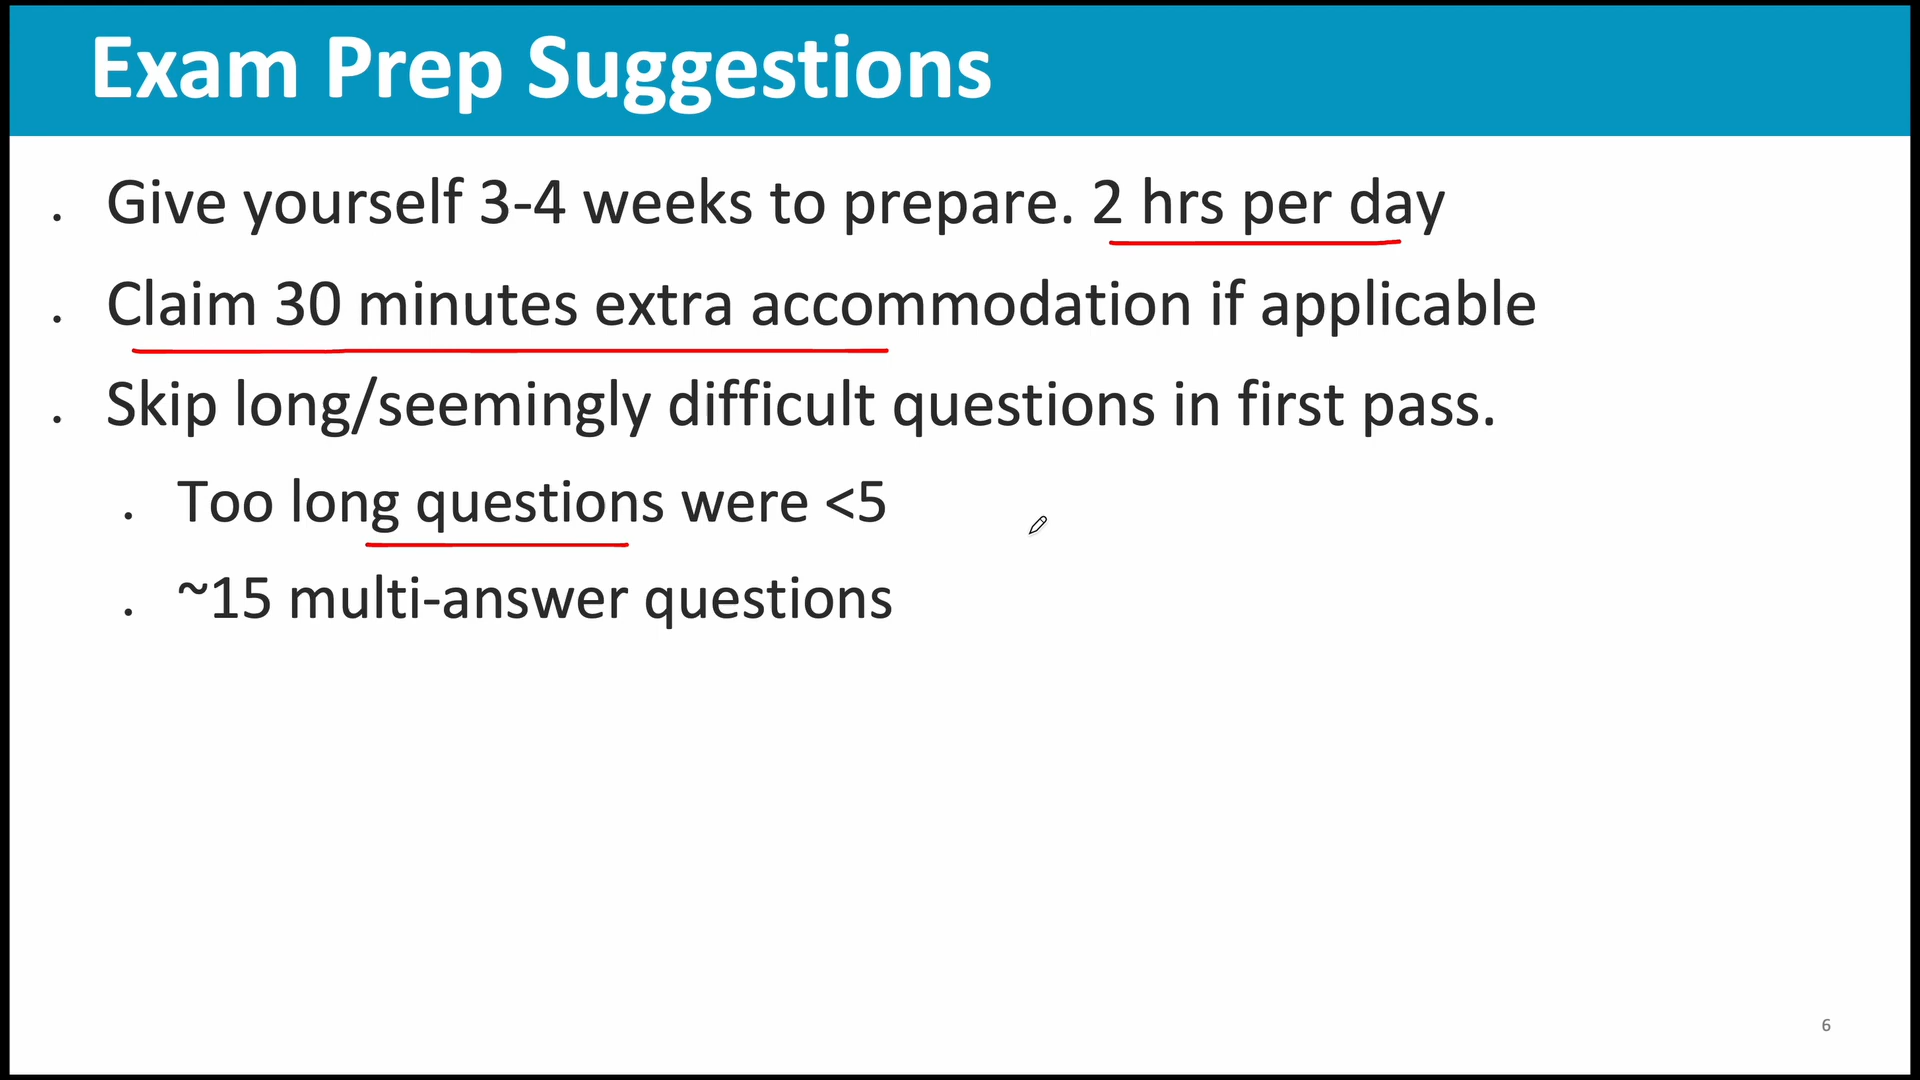 Exam Prep Suggestions
. Give yourself 3-4 weeks to prepare. 2 hrs per day
. Claim 30 minutes extra accommodation if applicable
. Skip long/seemingly difficult questions in first pass.
. Too long questions were <5
. ~15 multi-answer questions
6